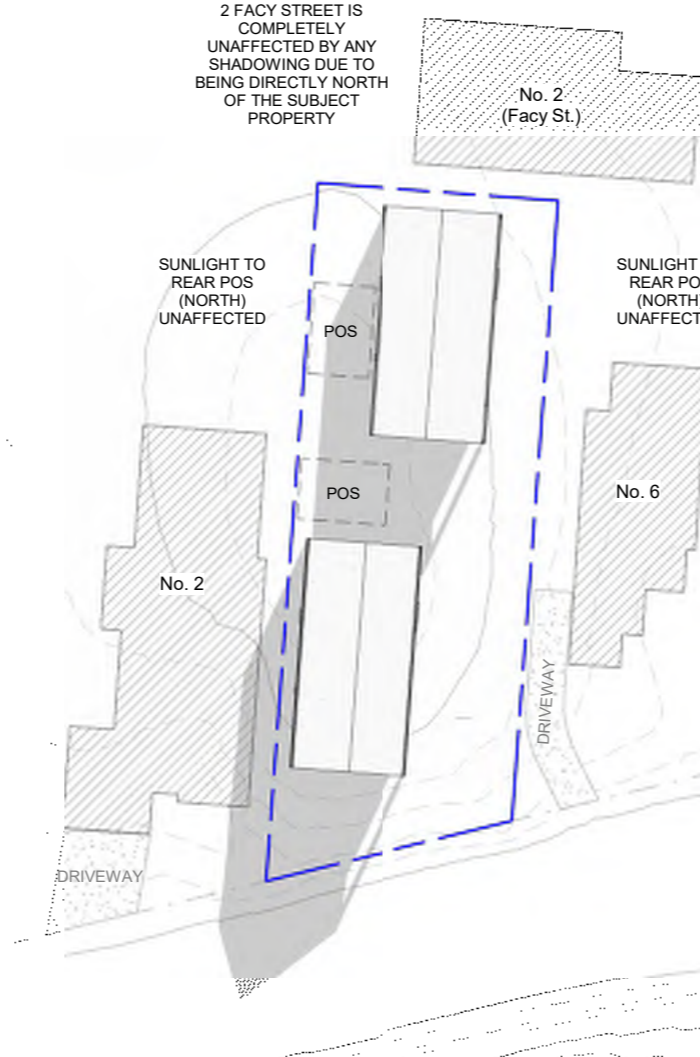 2 FACY STREET IS
COMPLETELY
UNAFFECTED BY ANY
SHADOWING DUE TO
BEING DIRECTLY NORTH
OF THE SUBJECT
PROPERTY
No. 2
(Facy St.)
SUNLIGHT TO
REAR POS
(NORTH)
UNAFFECTED
SUNLIGHT
REAR PO
(NORTH)
UNAFFECT
POS
POS
No. 6
No. 2
DRIVEWAY
DRIVEWAY